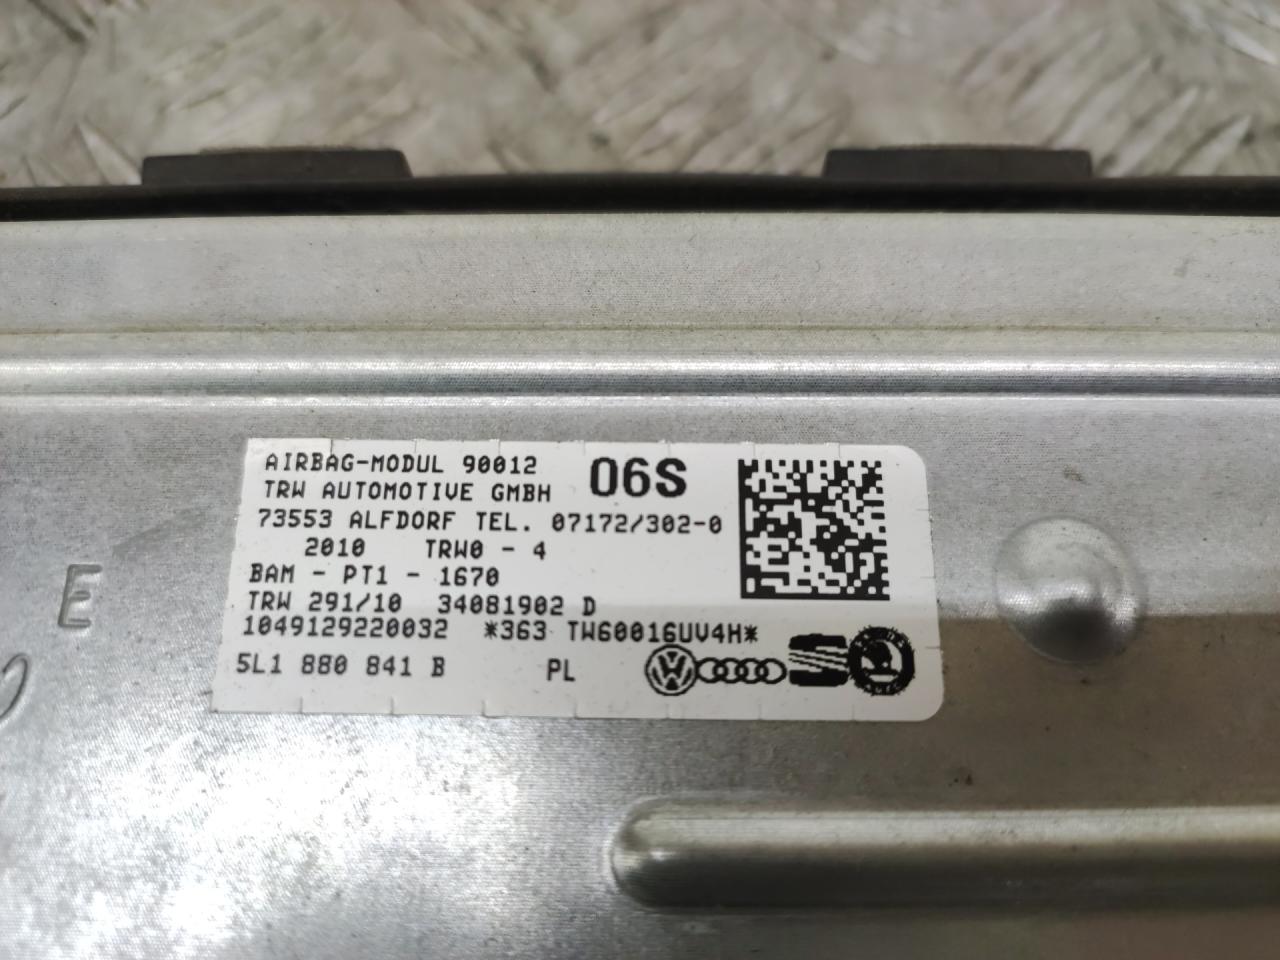 AIRBAG-MODUL 90012
06S
TRW AUTOMOTIVE GMBH
73553 ALFDORF TEL. 07172/302-0
2010 TRW0 - 4
BAM - PT1 - 1670
TRW 291/10 34081902 D
1049129220032 *363 TW60016UV4H*
5L1 880 841 B PL
E